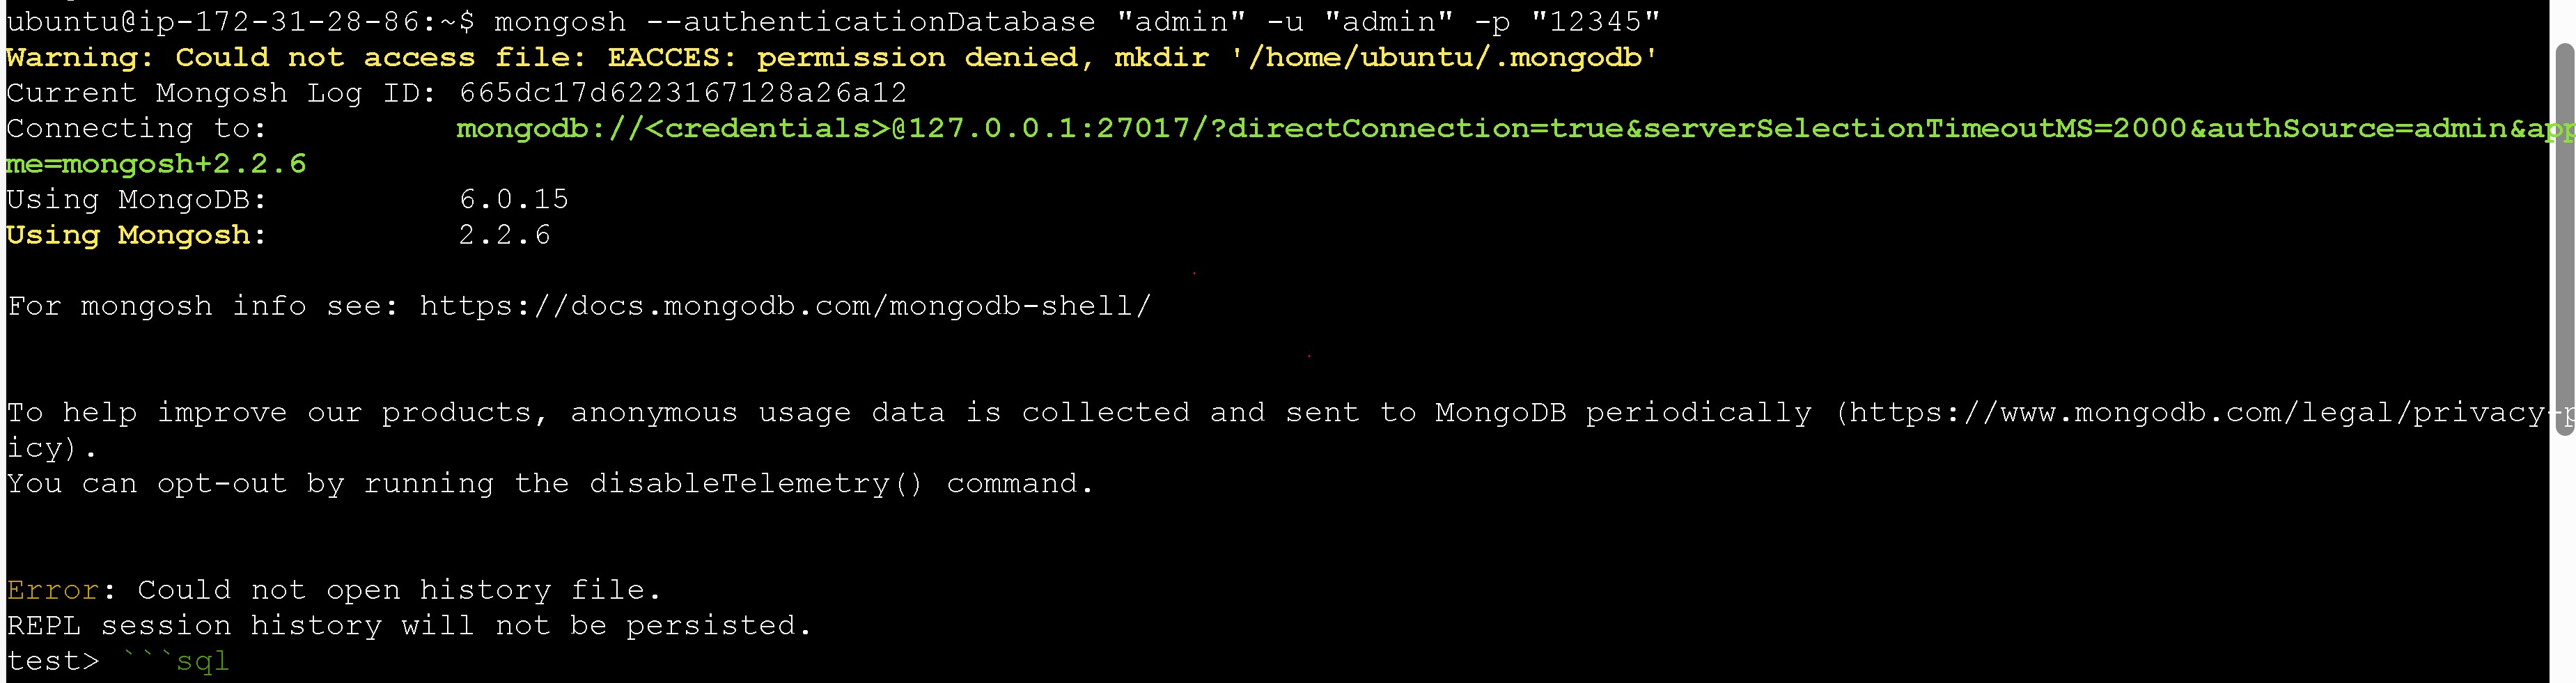 ubuntu@ip-172-31-28-86:~$ mongosh --authenticationDatabase "admin" -u "admin" -p "12345"
Warning: Could not access file: EACCES: permission denied, mkdir '/home/ubuntu/.mongodb'
Current Mongosh Log ID: 665dc17d6223167128a26a12
Connecting to: mongodb://<credentials>@127.0.0.1:27017/?directConnection=true&serverSelectionTimeoutMS=2000&authSource=admin&app
me=mongosh+2.2.6
Using MongoDB: 6.0.15
Using Mongosh: 2.2.6
For mongosh info see: https://docs.mongodb.com/mongodb-shell/
To help improve our products, anonymous usage data is collected and sent to MongoDB periodically (https://www.mongodb.com/legal/privacy-p
icy).
You can opt-out by running the disableTelemetry() command.
Error: Could not open history file.
REPL session history will not be persisted.
test> ```sql